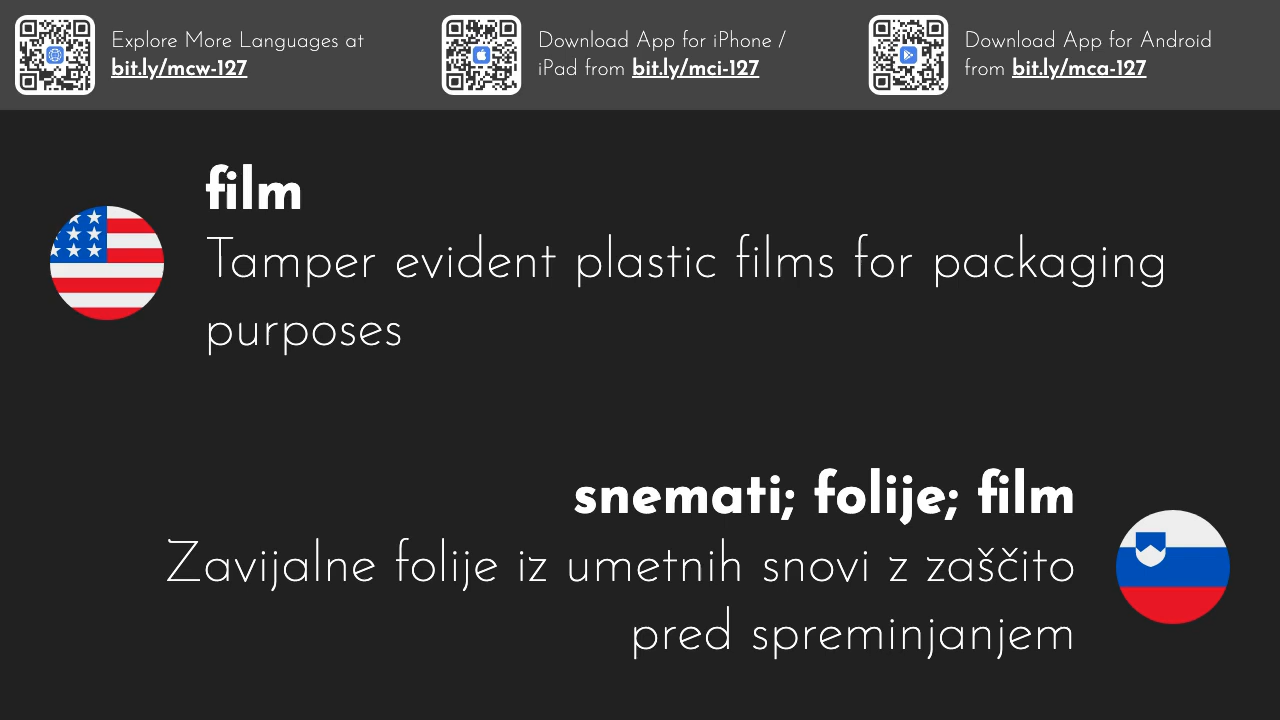 Explore More Languages at
bit.ly/mcw-127
Download App for iPhone /
iPad from bit.ly/mci-127
Download App for Android
from bit.ly/mca-127
film
Tamper evident plastic films for packaging
purposes
snemati; folije; film
Zavijalne folije iz umetnih snovi z zaščito
pred spreminjanjem